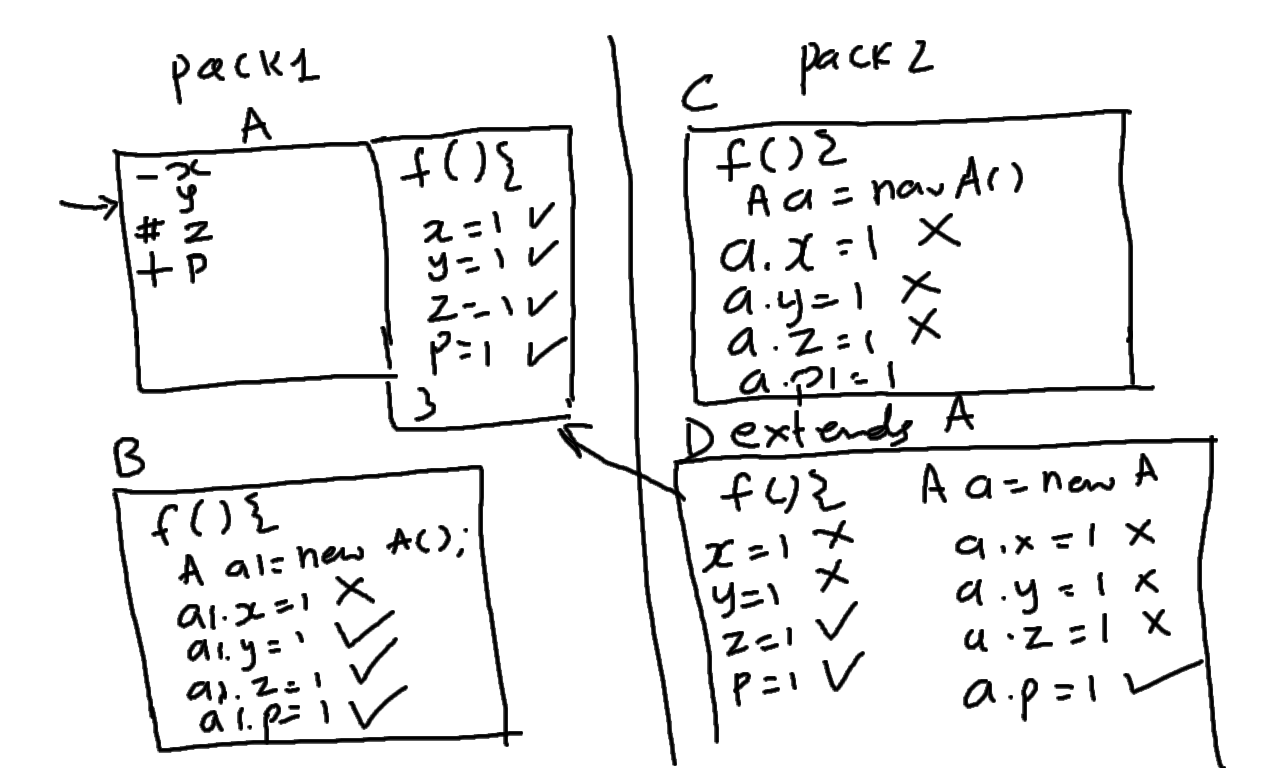 pack1
A
- x
y
# z
+ p
f(){
x=1 ✓
y=1 ✓
z=1 ✓
p=1 ✓
}
B
f(){
A a1=new A();
a1.x=1 ✗
a1.y=1 ✓
a1.z=1 ✓
a1.p=1 ✓
pack2
C
f(){
A a = new A()
a.x=1 ✗
a.y=1 ✗
a.z=1 ✗
a.p1=1
D extends A
f(){
x=1 ✗
y=1 ✗
z=1 ✓
p=1 ✓
A a=new A
a.x=1 ✗
a.y=1 ✗
a.z=1 ✗
a.p=1 ✓